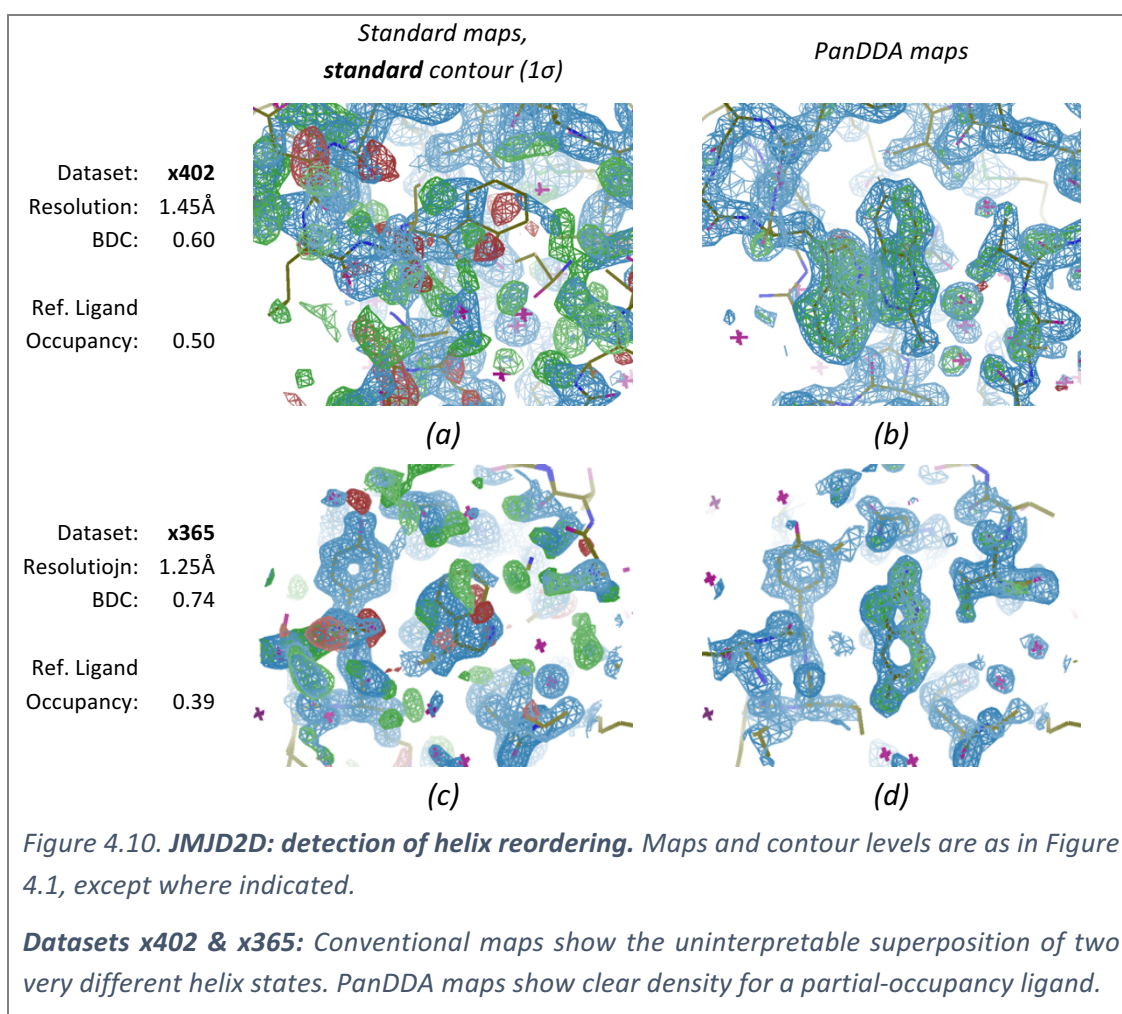 Standard maps,
standard contour (1σ)
PanDDA maps
Dataset: x402
Resolution: 1.45Å
BDC: 0.60
Ref. Ligand
Occupancy: 0.50
(a)
(b)
Dataset: x365
Resolutiojn: 1.25Å
BDC: 0.74
Ref. Ligand
Occupancy: 0.39
(c)
(d)
Figure 4.10. JMJD2D: detection of helix reordering. Maps and contour levels are as in Figure
4.1, except where indicated.
Datasets x402 & x365: Conventional maps show the uninterpretable superposition of two
very different helix states. PanDDA maps show clear density for a partial-occupancy ligand.